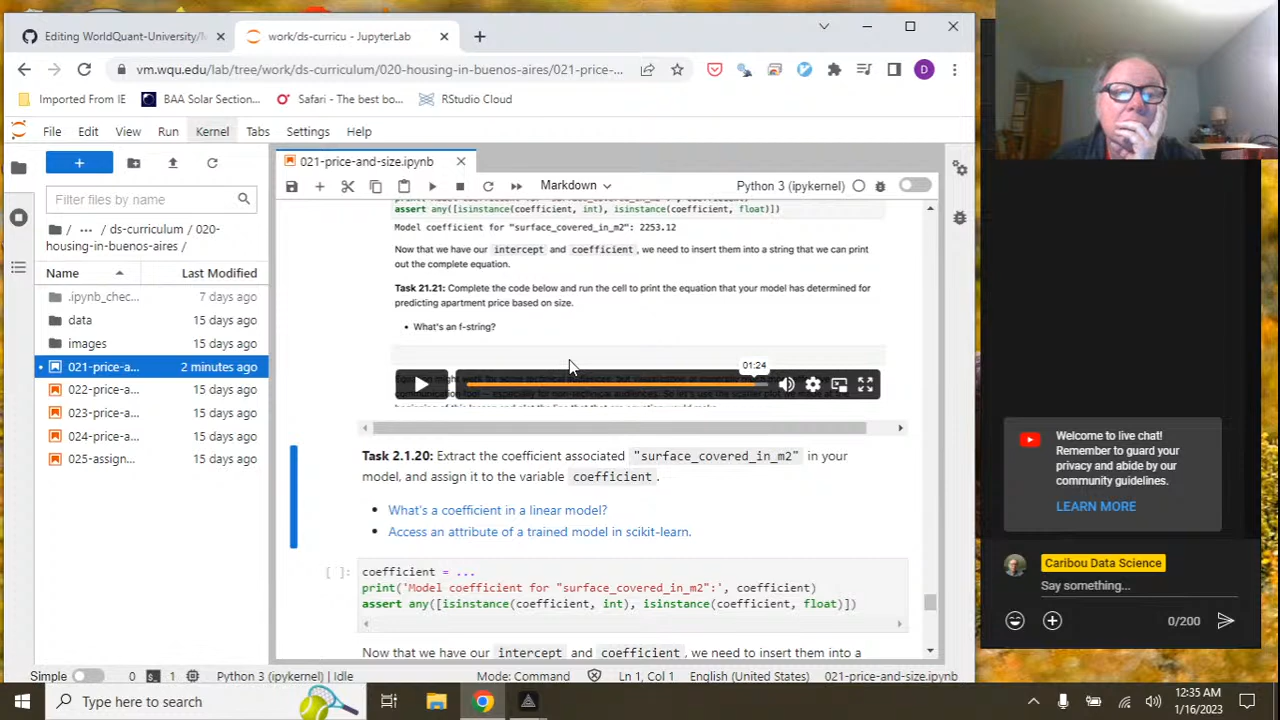 Editing WorldQuant-University/M
work/ds-curricu - JupyterLab
vm.wqu.edu/lab/tree/work/ds-curriculum/020-housing-in-buenos-aires/021-price-...
D
Imported From IE
BAA Solar Section...
Safari - The best bo...
RStudio Cloud
File Edit View Run Kernel Tabs Settings Help
021-price-and-size.ipynb
Markdown
Python 3 (ipykernel)
Filter files by name
/ ... / ds-curriculum / 020-
housing-in-buenos-aires /
Name Last Modified
.ipynb_chec... 7 days ago
data 15 days ago
images 15 days ago
021-price-a... 2 minutes ago
022-price-a... 15 days ago
023-price-a... 15 days ago
024-price-a... 15 days ago
025-assign... 15 days ago
assert any([isinstance(coefficient, int), isinstance(coefficient, float)])
Model coefficient for "surface_covered_in_m2": 2253.12
Now that we have our intercept and coefficient, we need to insert them into a string that we can print
out the complete equation.
Task 21.21: Complete the code below and run the cell to print the equation that your model has determined for
predicting apartment price based on size.
• What's an f-string?
01:24
Task 2.1.20: Extract the coefficient associated "surface_covered_in_m2" in your
model, and assign it to the variable coefficient.
• What's a coefficient in a linear model?
• Access an attribute of a trained model in scikit-learn.
[ ]: coefficient = ...
print('Model coefficient for "surface_covered_in_m2":', coefficient)
assert any([isinstance(coefficient, int), isinstance(coefficient, float)])
Now that we have our intercept and coefficient, we need to insert them into a
Simple 0 1 Python 3 (ipykernel) | Idle
Mode: Command Ln 1, Col 1 English (United States) 021-price-and-size.ipynb
Welcome to live chat!
Remember to guard your
privacy and abide by our
community guidelines.
LEARN MORE
Caribou Data Science
Say something...
0/200
Type here to search
12:35 AM
1/16/2023